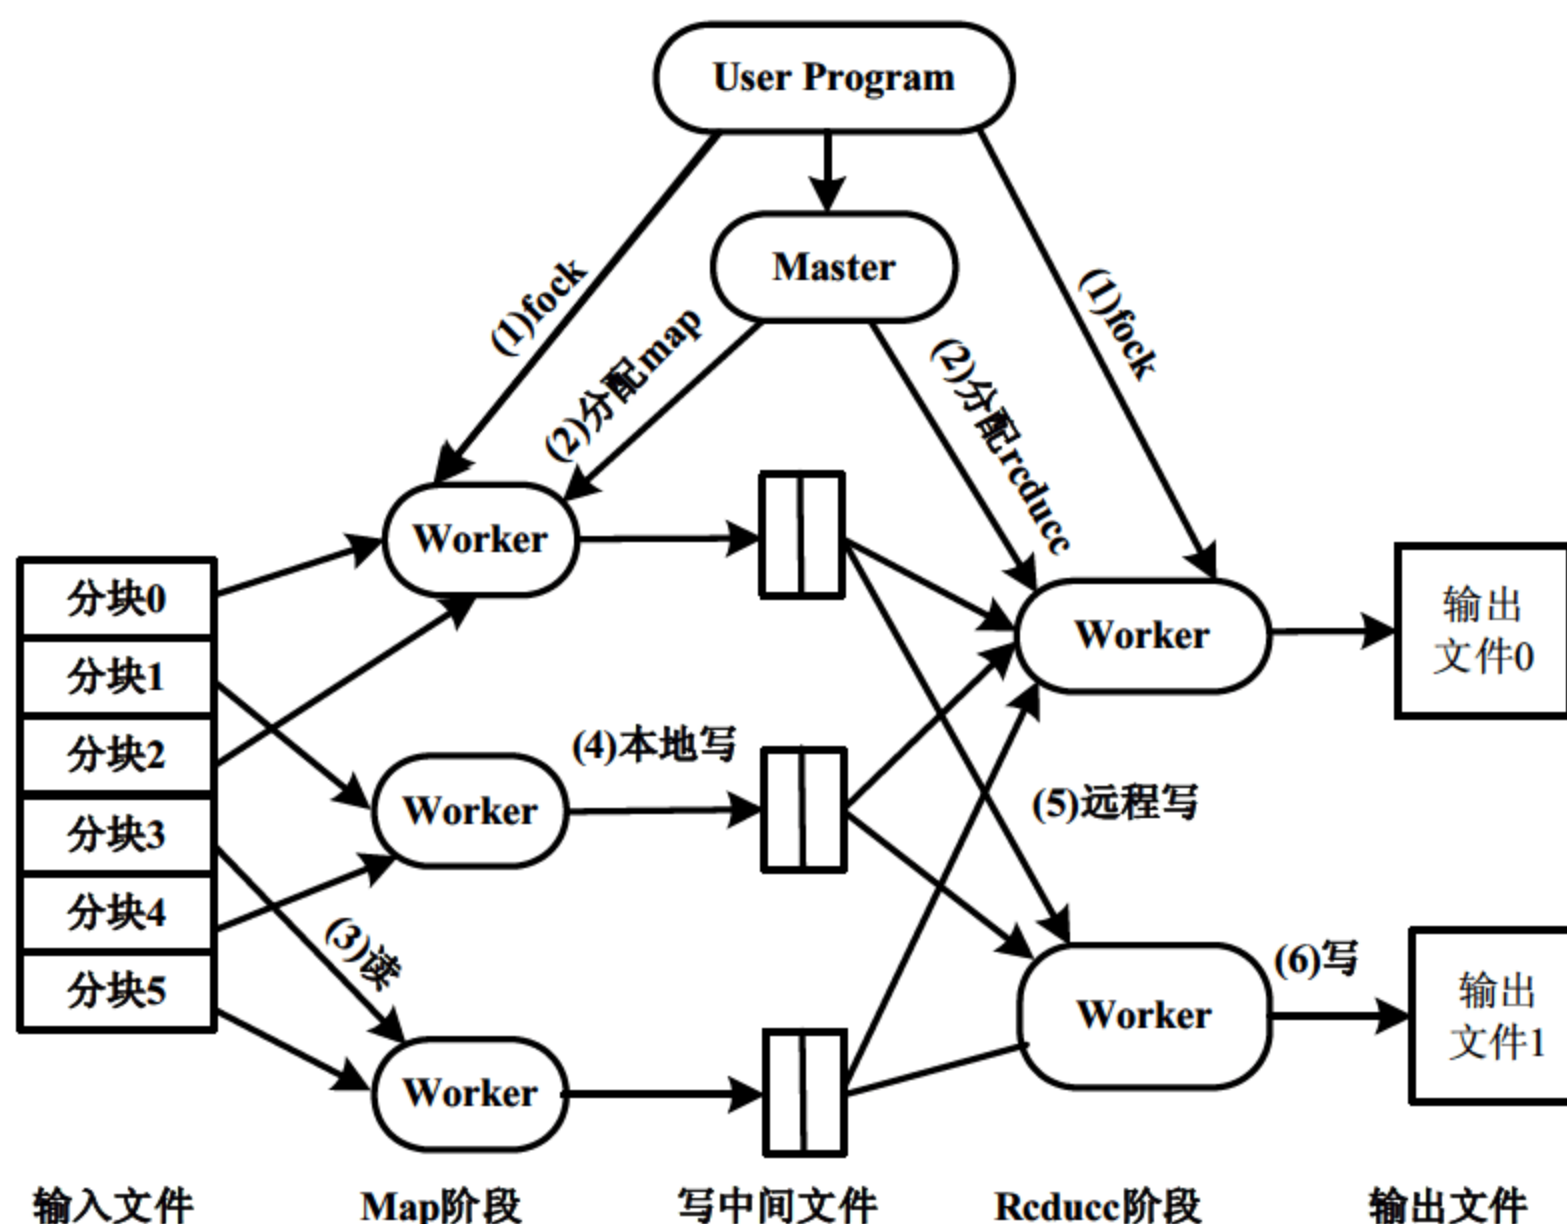 User Program
Master
(1)fock
(1)fock
(2)分配map
(2)分配rcducc
Worker
分块0
分块1
分块2
分块3
分块4
分块5
Worker
输出
文件0
Worker
(4)本地写
(5)远程写
(3)读
Worker
(6)写
Worker
输出
文件1
输入文件
Map阶段
写中间文件
Rcducc阶段
输出文件